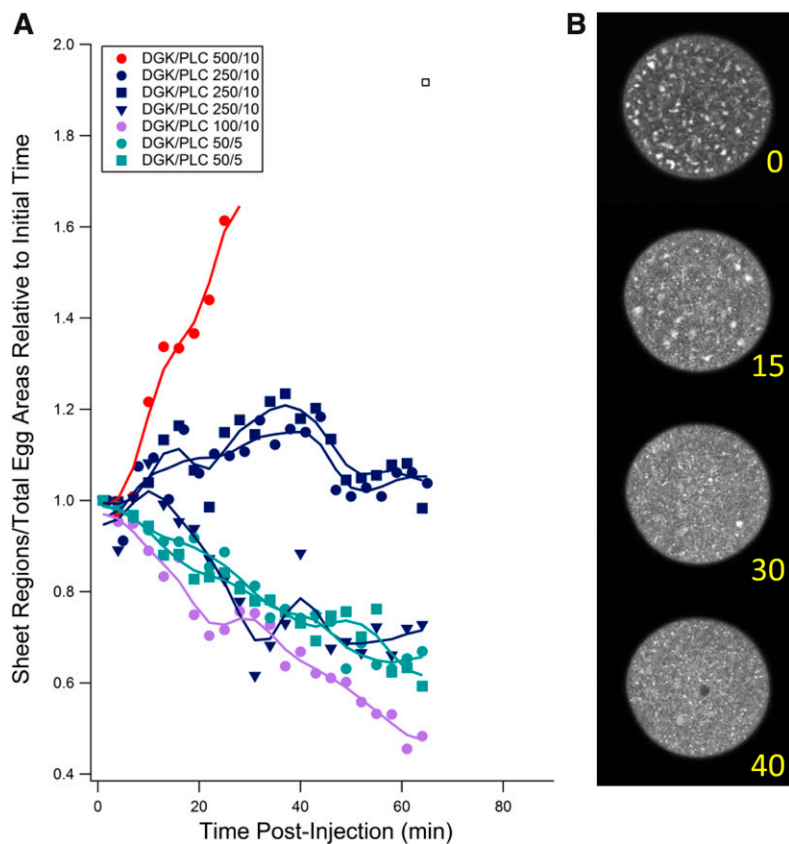 A
B
2.0
1.8
1.6
1.4
1.2
1.0
0.8
0.6
0.4
Sheet Regions/Total Egg Areas Relative to Initial Time
DGK/PLC 500/10
DGK/PLC 250/10
DGK/PLC 250/10
DGK/PLC 250/10
DGK/PLC 100/10
DGK/PLC 50/5
DGK/PLC 50/5
0
20
40
60
80
Time Post-Injection (min)
0
15
30
40